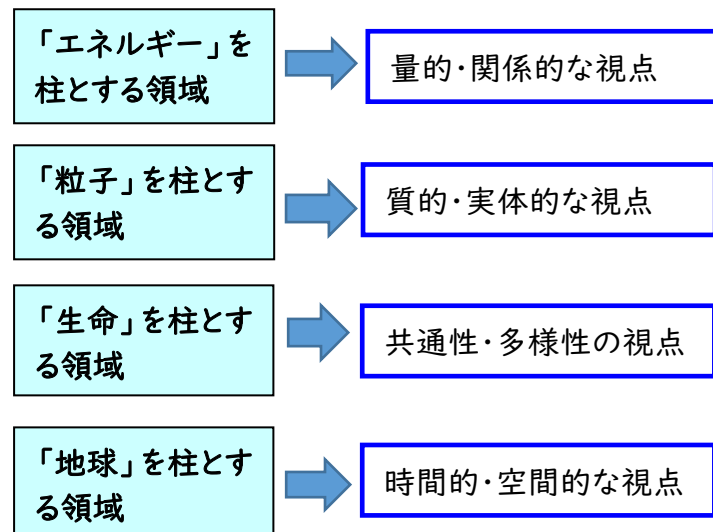 「エネルギー」を
柱とする領域
量的・関係的な視点
「粒子」を柱とす
る領域
質的・実体的な視点
「生命」を柱とす
る領域
共通性・多様性の視点
「地球」を柱とす
る領域
時間的・空間的な視点